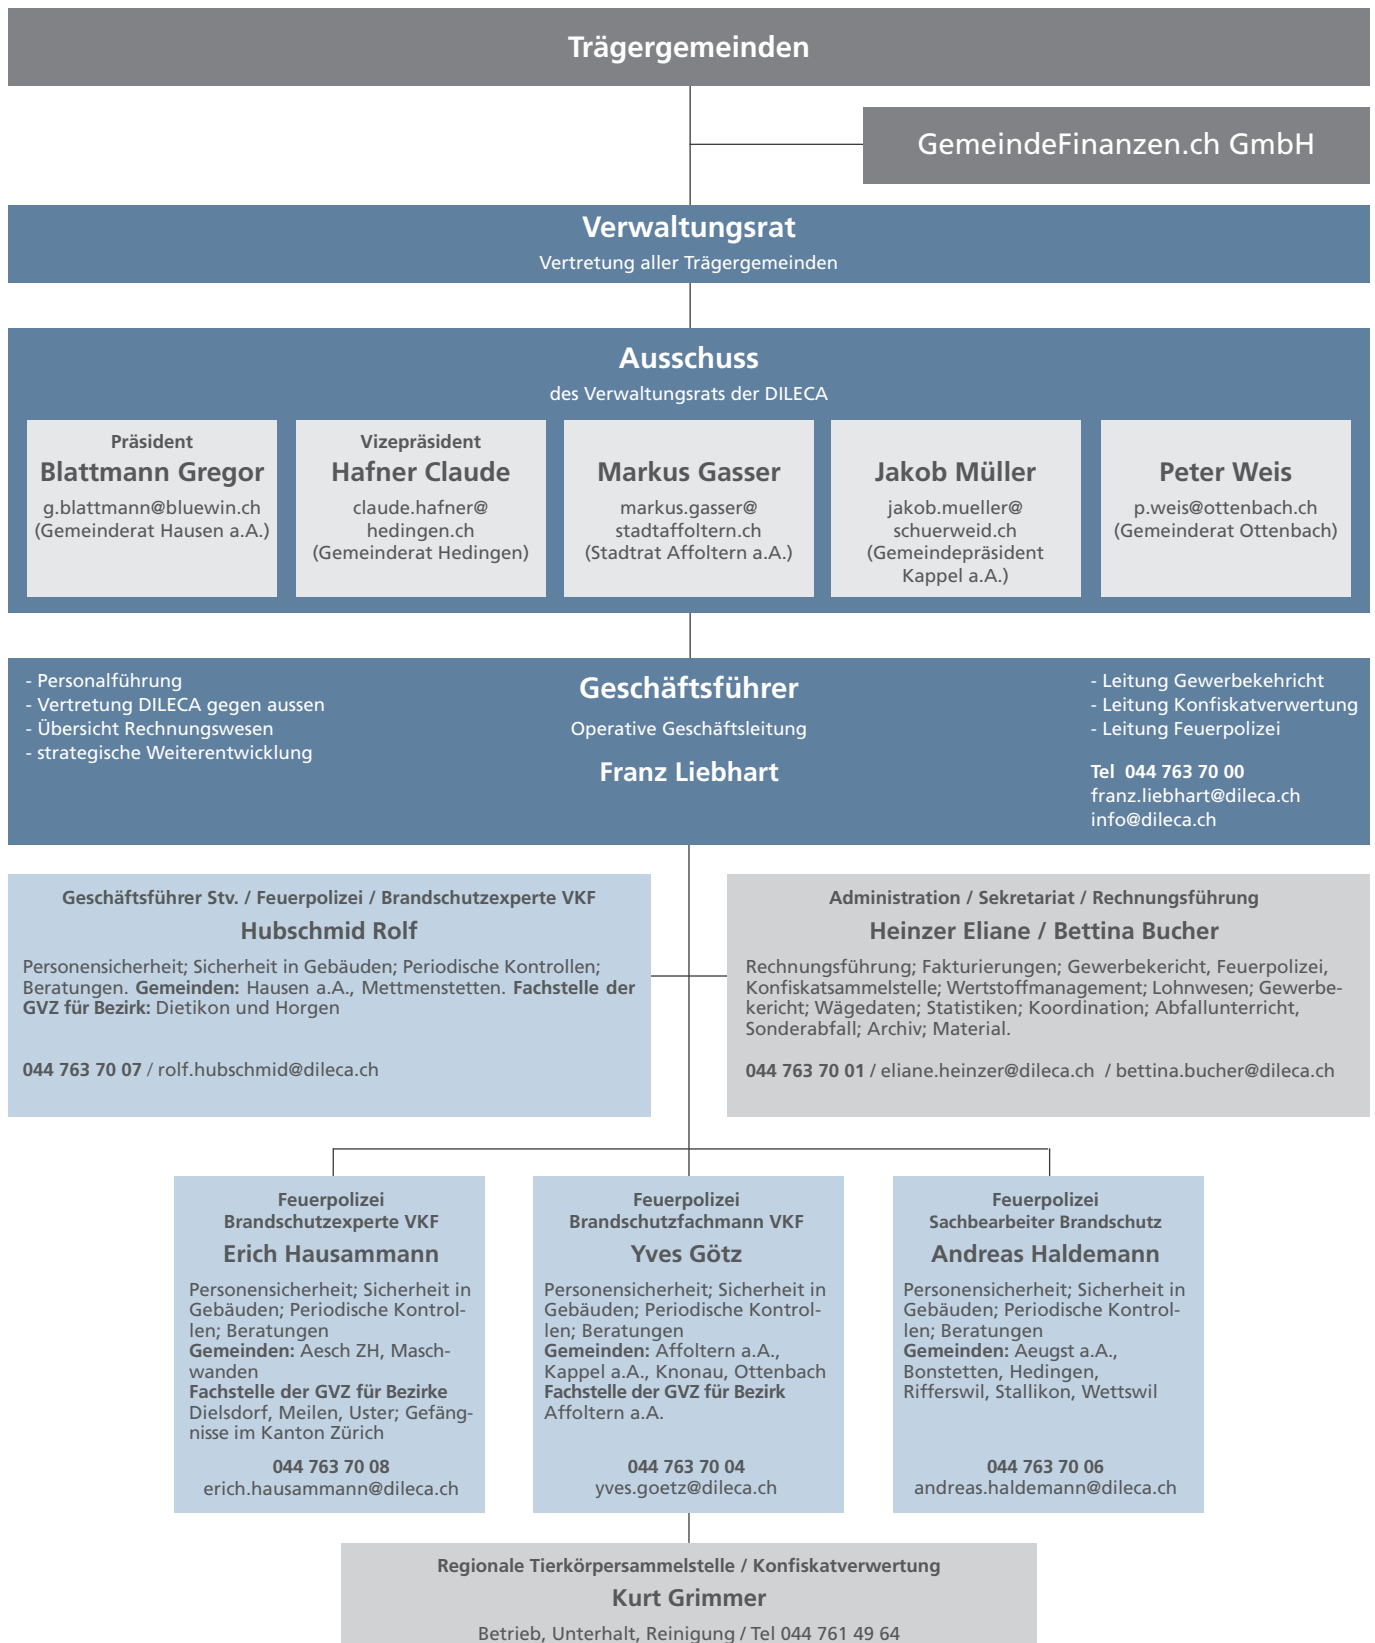 Trägergemeinden
GemeindeFinanzen.ch GmbH
Verwaltungsrat
Vertretung aller Trägergemeinden
Ausschuss
des Verwaltungsrats der DILECA
Präsident
Blattmann Gregor
g.blattmann@bluewin.ch
(Gemeinderat Hausen a.A.)
Vizepräsident
Hafner Claude
claude.hafner@
hedingen.ch
(Gemeinderat Hedingen)
Markus Gasser
markus.gasser@
stadtaffoltern.ch
(Stadtrat Affoltern a.A.)
Jakob Müller
jakob.mueller@
schuerweid.ch
(Gemeindepräsident
Kappel a.A.)
Peter Weis
p.weis@ottenbach.ch
(Gemeinderat Ottenbach)
- Personalführung
- Vertretung DILECA gegen aussen
- Übersicht Rechnungswesen
- strategische Weiterentwicklung
Geschäftsführer
Operative Geschäftsleitung
Franz Liebhart
- Leitung Gewerbekehricht
- Leitung Konfiskatverwertung
- Leitung Feuerpolizei
Tel 044 763 70 00
franz.liebhart@dileca.ch
info@dileca.ch
Geschäftsführer Stv. / Feuerpolizei / Brandschutzexperte VKF
Hubschmid Rolf
Personensicherheit; Sicherheit in Gebäuden; Periodische Kontrollen;
Beratungen. Gemeinden: Hausen a.A., Mettmenstetten. Fachstelle der
GVZ für Bezirk: Dietikon und Horgen
044 763 70 07 / rolf.hubschmid@dileca.ch
Administration / Sekretariat / Rechnungsführung
Heinzer Eliane / Bettina Bucher
Rechnungsführung; Fakturierungen; Gewerbekericht, Feuerpolizei,
Konfiskatsammelstelle; Wertstoffmanagement; Lohnwesen; Gewerbe-
kericht; Wägedaten; Statistiken; Koordination; Abfallunterricht,
Sonderabfall; Archiv; Material.
044 763 70 01 / eliane.heinzer@dileca.ch / bettina.bucher@dileca.ch
Feuerpolizei
Brandschutzexperte VKF
Erich Hausammann
Personensicherheit; Sicherheit in
Gebäuden; Periodische Kontrol-
len; Beratungen
Gemeinden: Aesch ZH, Masch-
wanden
Fachstelle der GVZ für Bezirke
Dielsdorf, Meilen, Uster; Gefäng-
nisse im Kanton Zürich
044 763 70 08
erich.hausammann@dileca.ch
Feuerpolizei
Brandschutzfachmann VKF
Yves Götz
Personensicherheit; Sicherheit in
Gebäuden; Periodische Kontrol-
len; Beratungen
Gemeinden: Affoltern a.A.,
Kappel a.A., Knonau, Ottenbach
Fachstelle der GVZ für Bezirk
Affoltern a.A.
044 763 70 04
yves.goetz@dileca.ch
Feuerpolizei
Sachbearbeiter Brandschutz
Andreas Haldemann
Personensicherheit; Sicherheit in
Gebäuden; Periodische Kontrol-
len; Beratungen
Gemeinden: Aeugst a.A.,
Bonstetten, Hedingen,
Rifferswil, Stallikon, Wettswil
044 763 70 06
andreas.haldemann@dileca.ch
Regionale Tierkörpersammelstelle / Konfiskatverwertung
Kurt Grimmer
Betrieb, Unterhalt, Reinigung / Tel 044 761 49 64